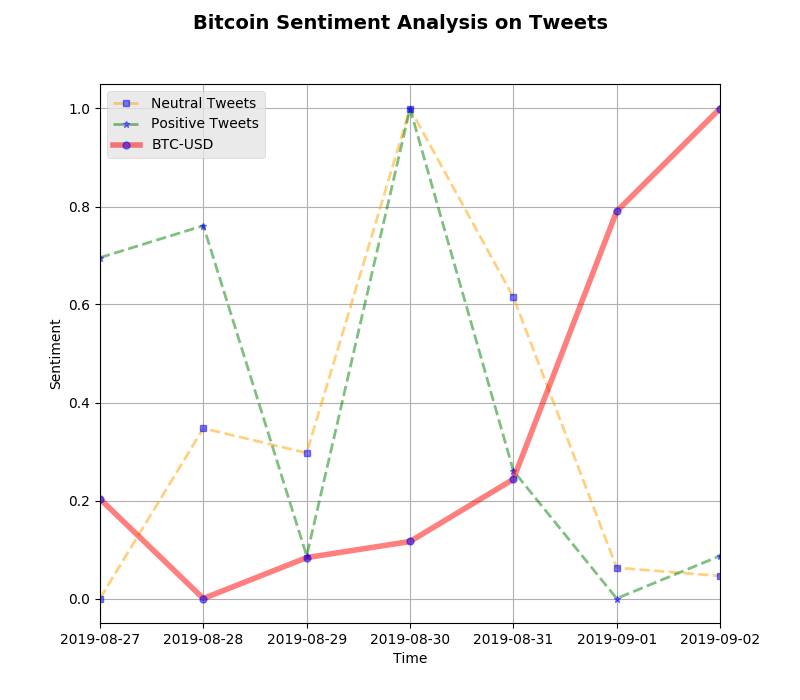 Bitcoin Sentiment Analysis on Tweets
Neutral Tweets
Positive Tweets
BTC-USD
1.0
0.8
0.6
0.4
0.2
0.0
Sentiment
2019-08-27 2019-08-28 2019-08-29 2019-08-30 2019-08-31 2019-09-01 2019-09-02
Time